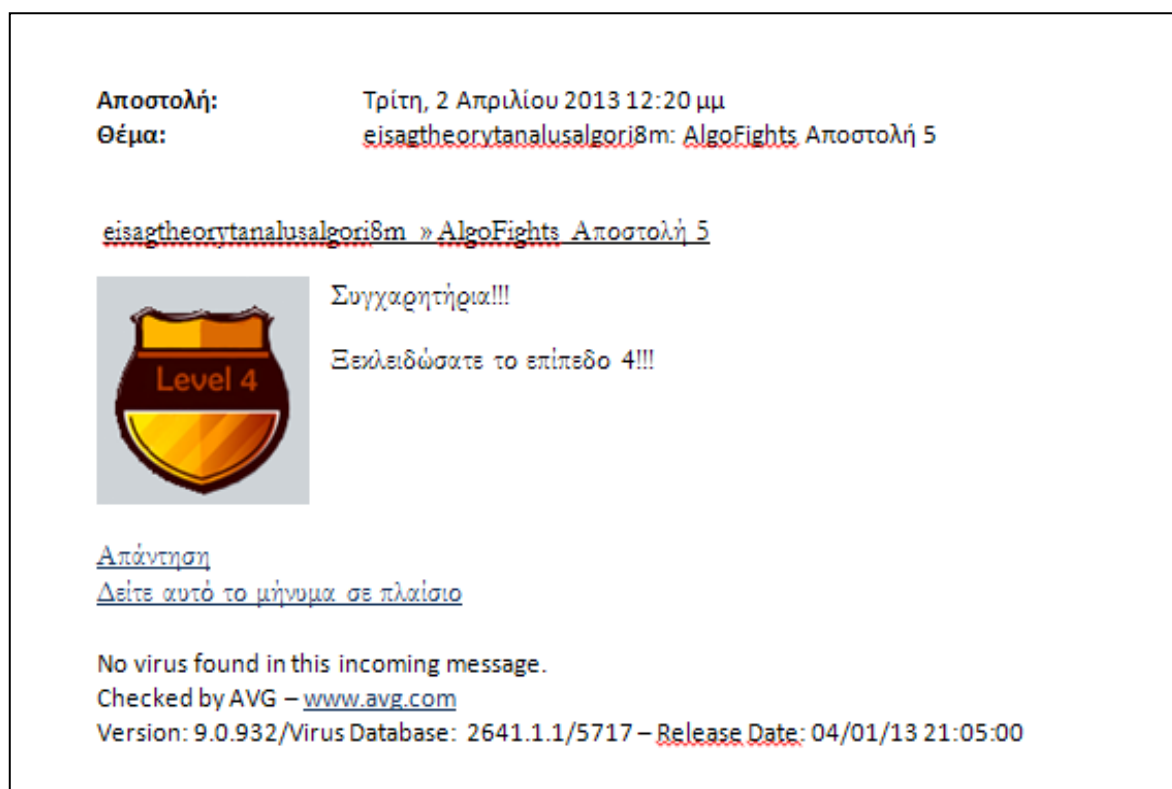 Αποστολή: Τρίτη, 2 Απριλίου 2013 12:20 μμ
Θέμα: eisagtheorytanalusalgori8m: AlgoFights Αποστολή 5
eisagtheorytanalusalgori8m » AlgoFights Αποστολή 5
Συγχαρητήρια!!!
Ξεκλειδώσατε το επίπεδο 4!!!
Level 4
Απάντηση
Δείτε αυτό το μήνυμα σε πλαίσιο
No virus found in this incoming message.
Checked by AVG – www.avg.com
Version: 9.0.932/Virus Database: 2641.1.1/5717 – Release Date: 04/01/13 21:05:00